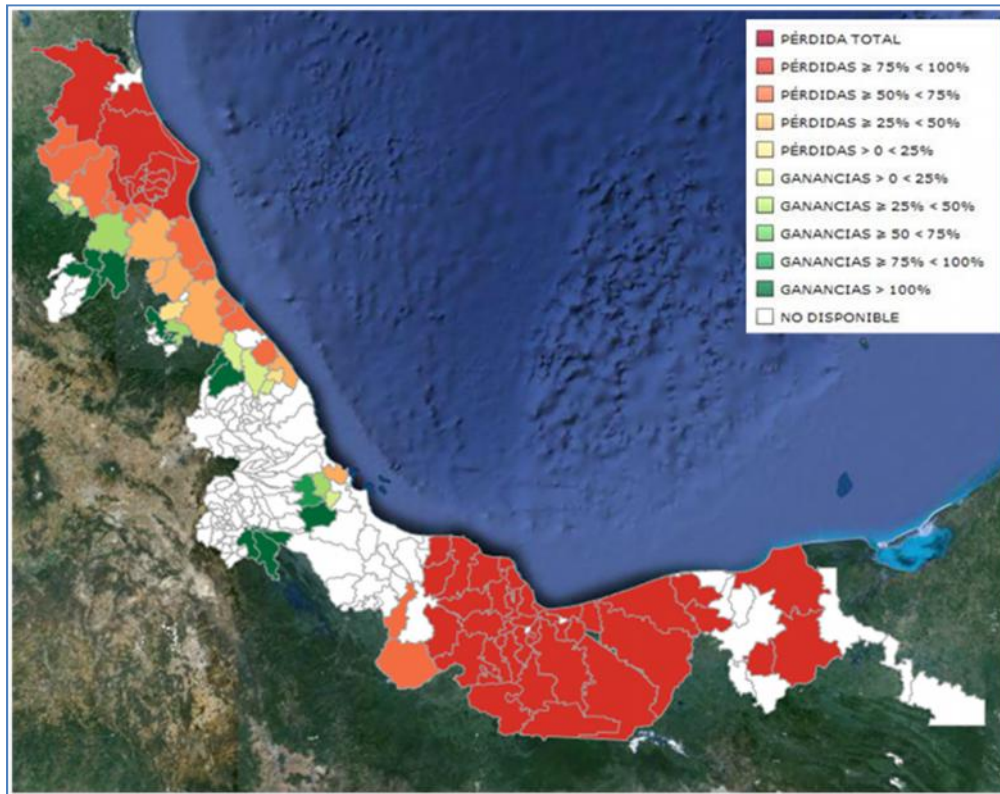 PÉRDIDA TOTAL
PÉRDIDAS ≥ 75% < 100%
PÉRDIDAS ≥ 50% < 75%
PÉRDIDAS ≥ 25% < 50%
PÉRDIDAS > 0 < 25%
GANANCIAS > 0 < 25%
GANANCIAS ≥ 25% < 50%
GANANCIAS ≥ 50 < 75%
GANANCIAS ≥ 75% < 100%
GANANCIAS > 100%
NO DISPONIBLE